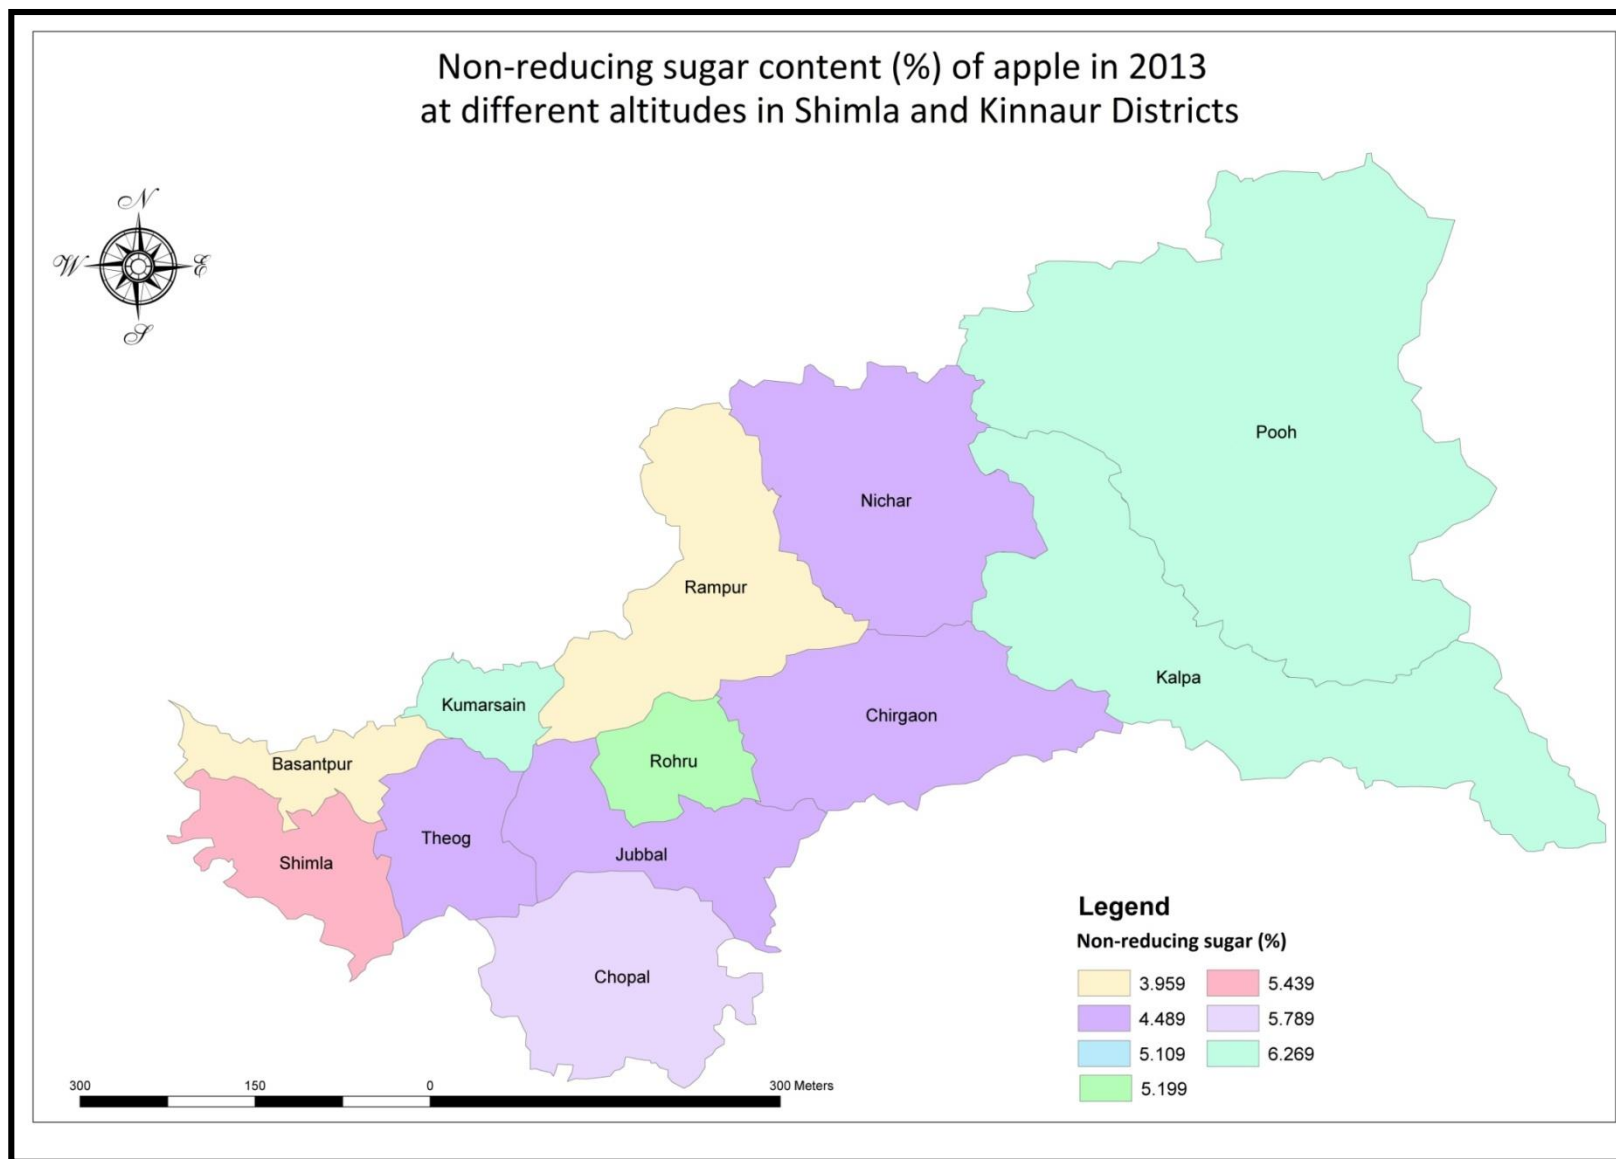 Non-reducing sugar content (%) of apple in 2013
at different altitudes in Shimla and Kinnaur Districts
N
W E
S
Pooh
Nichar
Rampur
Kalpa
Kumarsain
Chirgaon
Basantpur
Rohru
Theog
Jubbal
Shimla
Chopal
Legend
Non-reducing sugar (%)
3.959 5.439
4.489 5.789
5.109 6.269
5.199
300 150 0 300 Meters